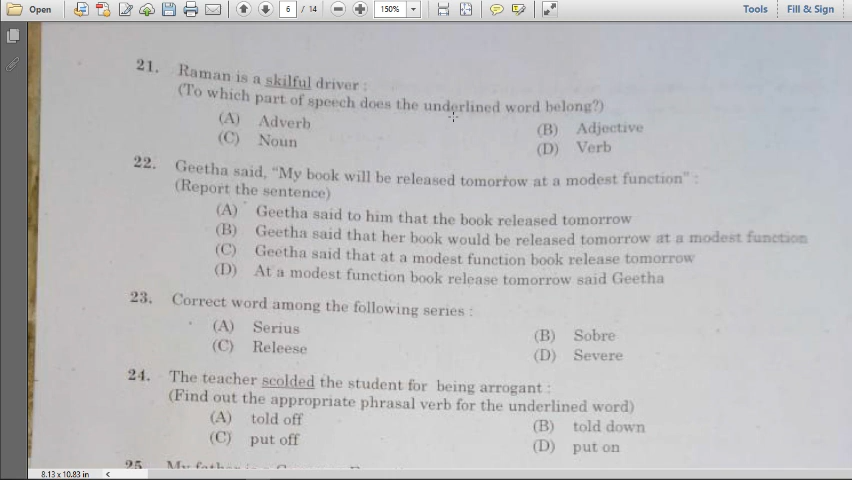 Open 6 / 14 150% Tools Fill & Sign
21. Raman is a skilful driver :
(To which part of speech does the underlined word belong?)
(A) Adverb (B) Adjective
(C) Noun (D) Verb
22. Geetha said, “My book will be released tomorrow at a modest function” :
(Report the sentence)
(A) Geetha said to him that the book released tomorrow
(B) Geetha said that her book would be released tomorrow at a modest function
(C) Geetha said that at a modest function book release tomorrow
(D) At a modest function book release tomorrow said Geetha
23. Correct word among the following series :
(A) Serius (B) Sobre
(C) Releese (D) Severe
24. The teacher scolded the student for being arrogant :
(Find out the appropriate phrasal verb for the underlined word)
(A) told off (B) told down
(C) put off (D) put on
25. My father is a
8.13 x 10.83 in